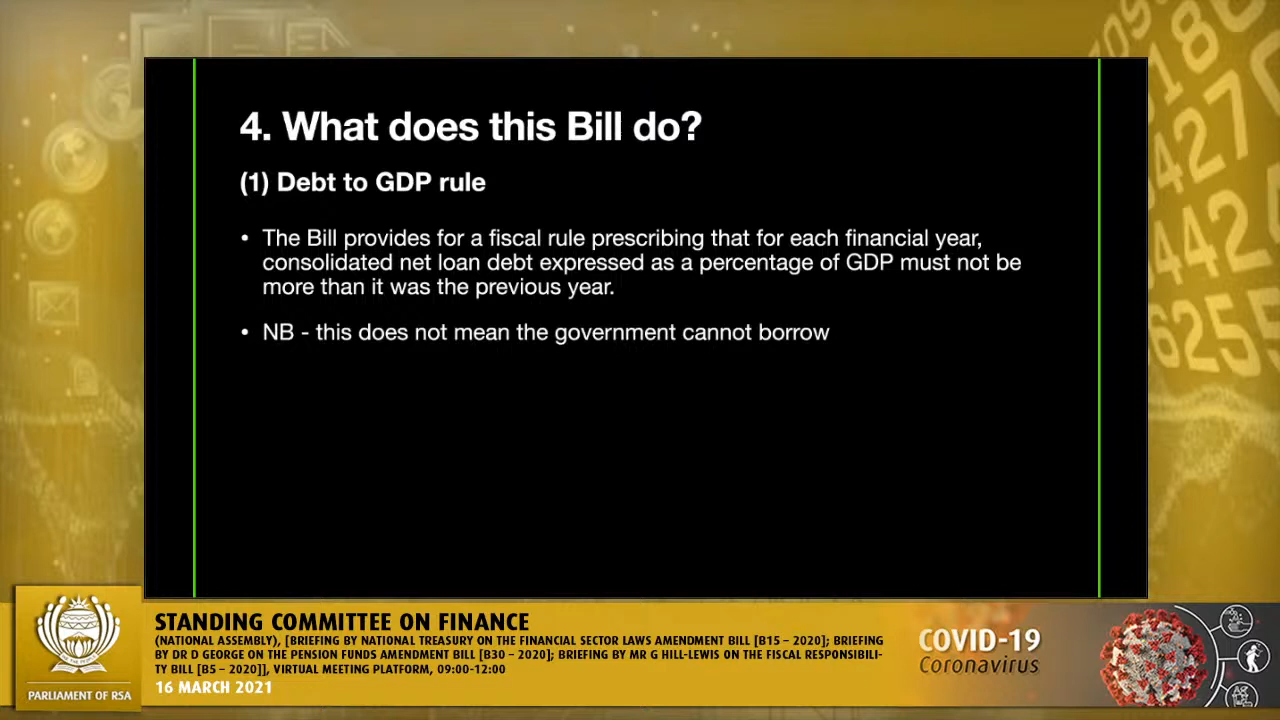 4. What does this Bill do?
(1) Debt to GDP rule
• The Bill provides for a fiscal rule prescribing that for each financial year,
consolidated net loan debt expressed as a percentage of GDP must not be
more than it was the previous year.
• NB - this does not mean the government cannot borrow
STANDING COMMITTEE ON FINANCE
(NATIONAL ASSEMBLY), [BRIEFING BY NATIONAL TREASURY ON THE FINANCIAL SECTOR LAWS AMENDMENT BILL [B15 – 2020]; BRIEFING
BY DR D GEORGE ON THE PENSION FUNDS AMENDMENT BILL [B30 – 2020]; BRIEFING BY MR G HILL-LEWIS ON THE FISCAL RESPONSIBILI-
TY BILL [B5 – 2020]], VIRTUAL MEETING PLATFORM, 09:00-12:00
16 MARCH 2021
PARLIAMENT OF RSA
COVID-19
Coronavirus